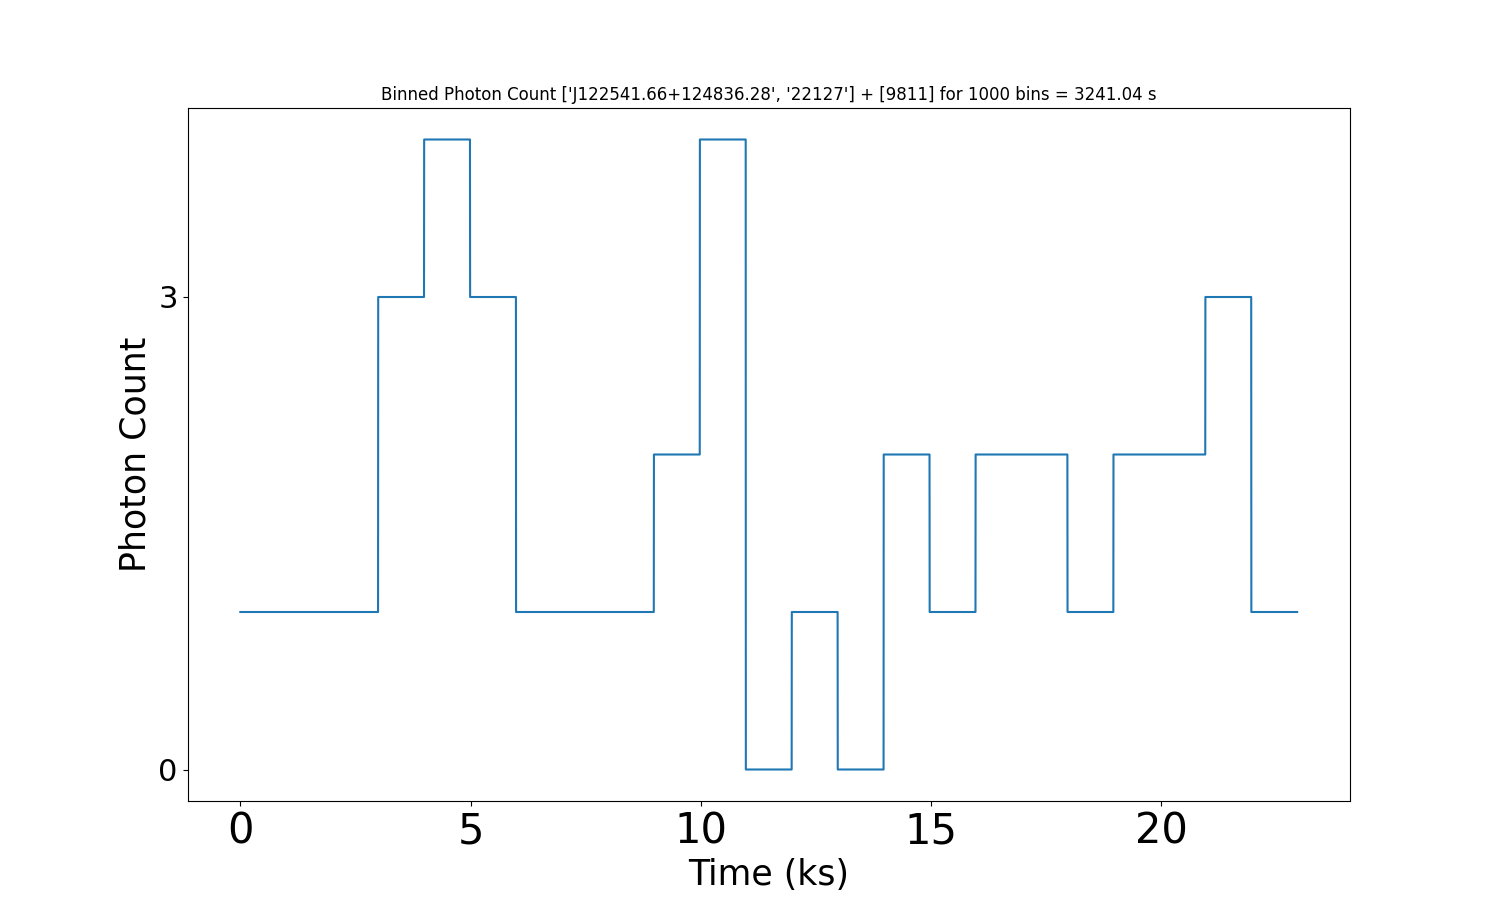 Binned Photon Count ['J122541.66+124836.28', '22127'] + [9811] for 1000 bins = 3241.04 s
Photon Count
3
0
0 5 10 15 20
Time (ks)